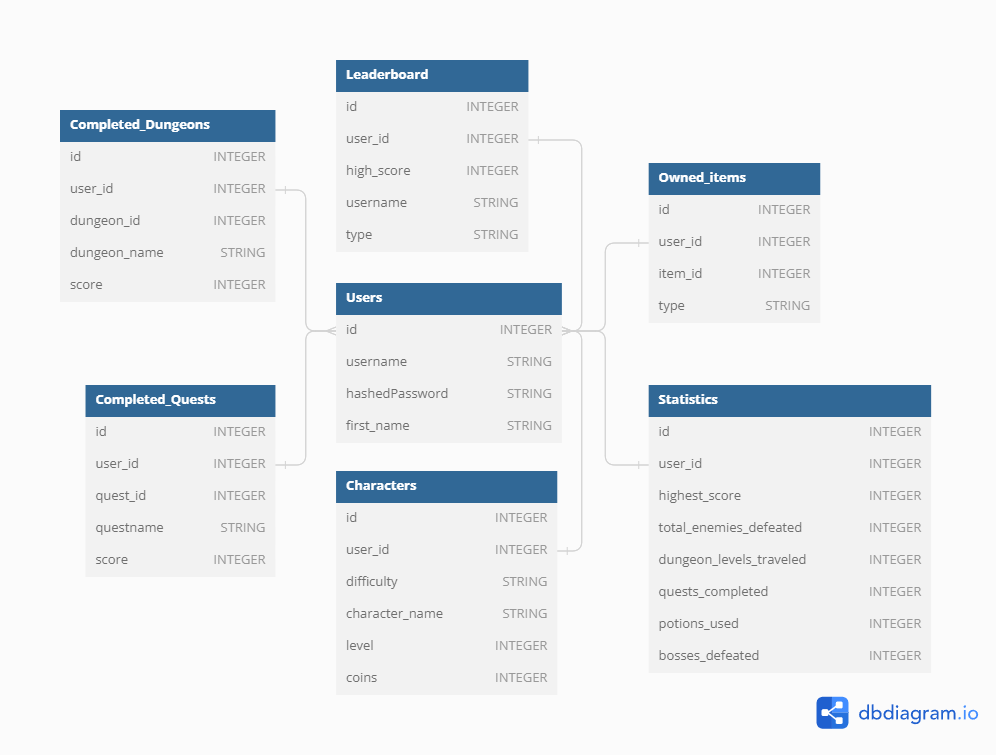 Leaderboard
id INTEGER
user_id INTEGER
high_score INTEGER
username STRING
type STRING
Completed_Dungeons
id INTEGER
user_id INTEGER
dungeon_id INTEGER
dungeon_name STRING
score INTEGER
Owned_items
id INTEGER
user_id INTEGER
item_id INTEGER
type STRING
Users
id INTEGER
username STRING
hashedPassword STRING
first_name STRING
Completed_Quests
id INTEGER
user_id INTEGER
quest_id INTEGER
questname STRING
score INTEGER
Characters
id INTEGER
user_id INTEGER
difficulty STRING
character_name STRING
level INTEGER
coins INTEGER
Statistics
id INTEGER
user_id INTEGER
highest_score INTEGER
total_enemies_defeated INTEGER
dungeon_levels_traveled INTEGER
quests_completed INTEGER
potions_used INTEGER
bosses_defeated INTEGER
dbdiagram.io